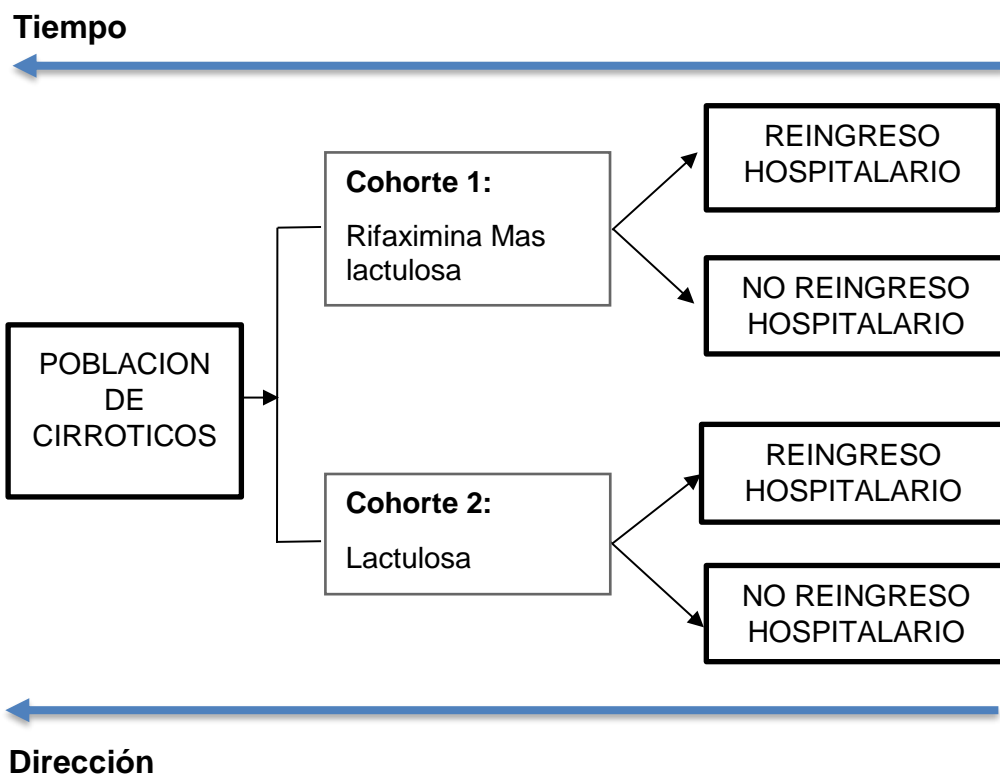 Tiempo
REINGRESO
HOSPITALARIO
Cohorte 1:
Rifaximina Mas
lactulosa
NO REINGRESO
HOSPITALARIO
POBLACION
DE
CIRROTICOS
REINGRESO
HOSPITALARIO
Cohorte 2:
Lactulosa
NO REINGRESO
HOSPITALARIO
Dirección